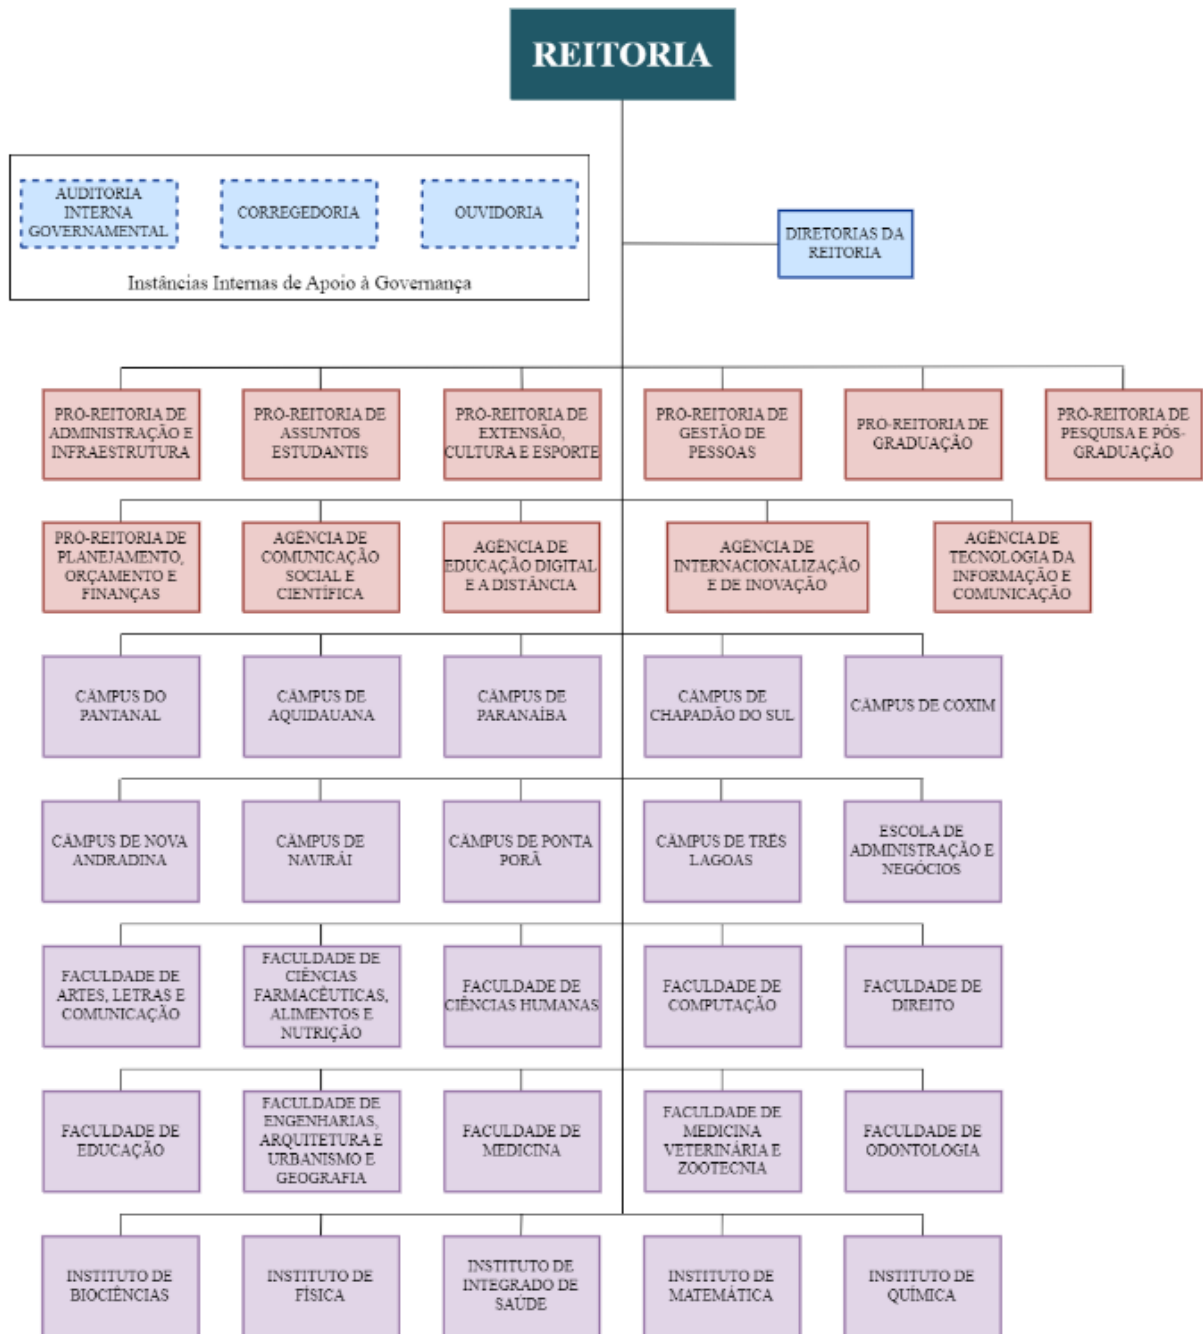 REITORIA
AUDITORIA
INTERNA
GOVERNAMENTAL
CORREGEDORIA
OUVIDORIA
Instâncias Internas de Apoio à Governança
DIRETORIAS DA
REITORIA
PRÓ-REITORIA DE
ADMINISTRAÇÃO E
INFRAESTRUTURA
PRÓ-REITORIA DE
ASSUNTOS
ESTUDANTIS
PRÓ-REITORIA DE
EXTENSÃO,
CULTURA E ESPORTE
PRÓ-REITORIA DE
GESTÃO DE
PESSOAS
PRÓ-REITORIA DE
GRADUAÇÃO
PRÓ-REITORIA DE
PESQUISA E PÓS-
GRADUAÇÃO
PRÓ-REITORIA DE
PLANEJAMENTO,
ORÇAMENTO E
FINANÇAS
AGÊNCIA DE
COMUNICAÇÃO
SOCIAL E
CIENTÍFICA
AGÊNCIA DE
EDUCAÇÃO DIGITAL
E A DISTÂNCIA
AGÊNCIA DE
INTERNACIONALIZAÇÃO
E DE INOVAÇÃO
AGÊNCIA DE
TECNOLOGIA DA
INFORMAÇÃO E
COMUNICAÇÃO
CÂMPUS DO
PANTANAL
CÂMPUS DE
AQUIDAUANA
CÂMPUS DE
PARANAÍBA
CÂMPUS DE
CHAPADÃO DO SUL
CÂMPUS DE COXIM
CÂMPUS DE NOVA
ANDRADINA
CÂMPUS DE
NAVIRÁI
CÂMPUS DE PONTA
PORÃ
CÂMPUS DE TRÊS
LAGOAS
ESCOLA DE
ADMINISTRAÇÃO E
NEGÓCIOS
FACULDADE DE
ARTES, LETRAS E
COMUNICAÇÃO
FACULDADE DE
CIÊNCIAS
FARMACÊUTICAS,
ALIMENTOS E
NUTRIÇÃO
FACULDADE DE
CIÊNCIAS HUMANAS
FACULDADE DE
COMPUTAÇÃO
FACULDADE DE
DIREITO
FACULDADE DE
EDUCAÇÃO
FACULDADE DE
ENGENHARIAS,
ARQUITETURA E
URBANISMO E
GEOGRAFIA
FACULDADE DE
MEDICINA
FACULDADE DE
MEDICINA
VETERINÁRIA E
ZOOTECNIA
FACULDADE DE
ODONTOLOGIA
INSTITUTO DE
BIOCIÊNCIAS
INSTITUTO DE
FÍSICA
INSTITUTO DE
INTEGRADO DE
SAÚDE
INSTITUTO DE
MATEMÁTICA
INSTITUTO DE
QUÍMICA